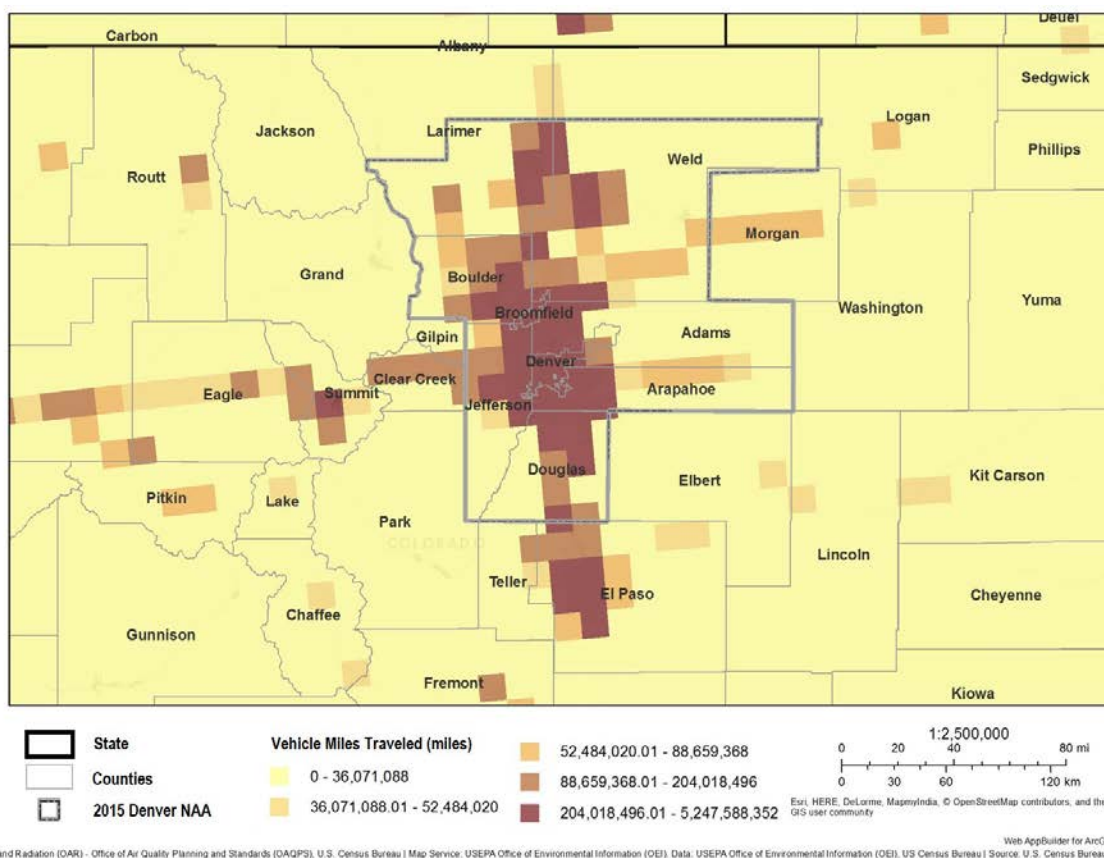 Deuel
Carbon
Albany
Sedgwick
Logan
Jackson
Larimer
Phillips
Weld
Routt
Morgan
Grand
Boulder
Washington
Yuma
Broomfield
Adams
Gilpin
Denver
Clear Creek
Arapahoe
Eagle
Summit
Jefferson
Douglas
Elbert
Kit Carson
Pitkin
Lake
Park
COLORADO
Lincoln
Teller
El Paso
Cheyenne
Chaffee
Gunnison
Fremont
Kiowa
State
Counties
2015 Denver NAA
Vehicle Miles Traveled (miles)
0 - 36,071,088
36,071,088.01 - 52,484,020
52,484,020.01 - 88,659,368
88,659,368.01 - 204,018,496
204,018,496.01 - 5,247,588,352
1:2,500,000
0 20 40 80 mi
0 30 60 120 km
Esri, HERE, DeLorme, MapmyIndia, © OpenStreetMap contributors, and the
GIS user community
Web AppBuilder for ArcG
and Radiation (OAR) - Office of Air Quality Planning and Standards (OAQPS), U.S. Census Bureau | Map Service: USEPA Office of Environmental Information (OEI), Data: USEPA Office of Environmental Information (OEI), US Census Bureau | Source: U.S. Census Bureau